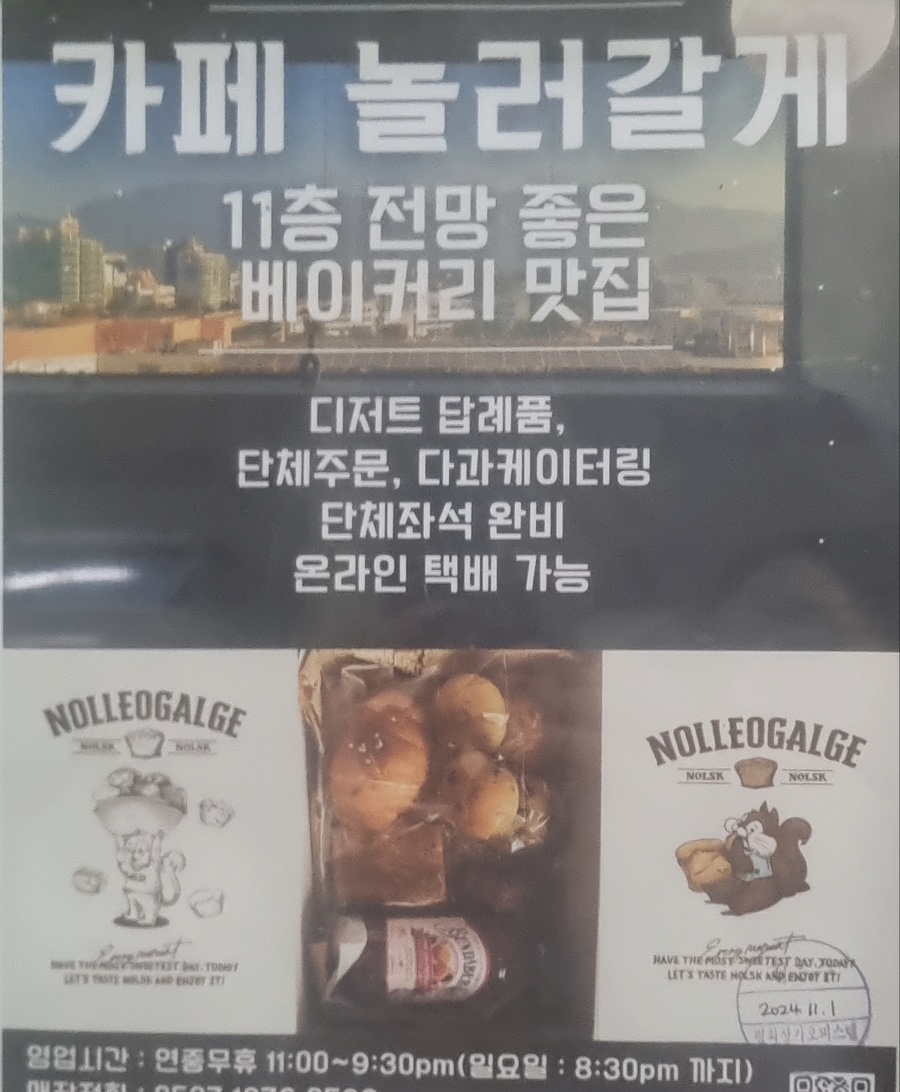 카페 놀러갈게
11층 전망 좋은
베이커리 맛집
디저트 답례품,
단체주문, 다과케이터링
단체좌석 완비
온라인 택배 가능
NOLLEOGALGE
NOLSK NOLSK
Every moment
HAVE THE MOST SWEETEST DAY. TODAY
LET'S TASTE NOLSK AND ENJOY IT!
BUNDABERG
NOLLEOGALGE
NOLSK NOLSK
Every moment
HAVE THE MOST SWEETEST DAY. TODAY
LET'S TASTE NOLSK AND ENJOY IT!
2024.11.1
영업시간 : 연중무휴 11:00~9:30pm(일요일 : 8:30pm 까지)
매장전화 :